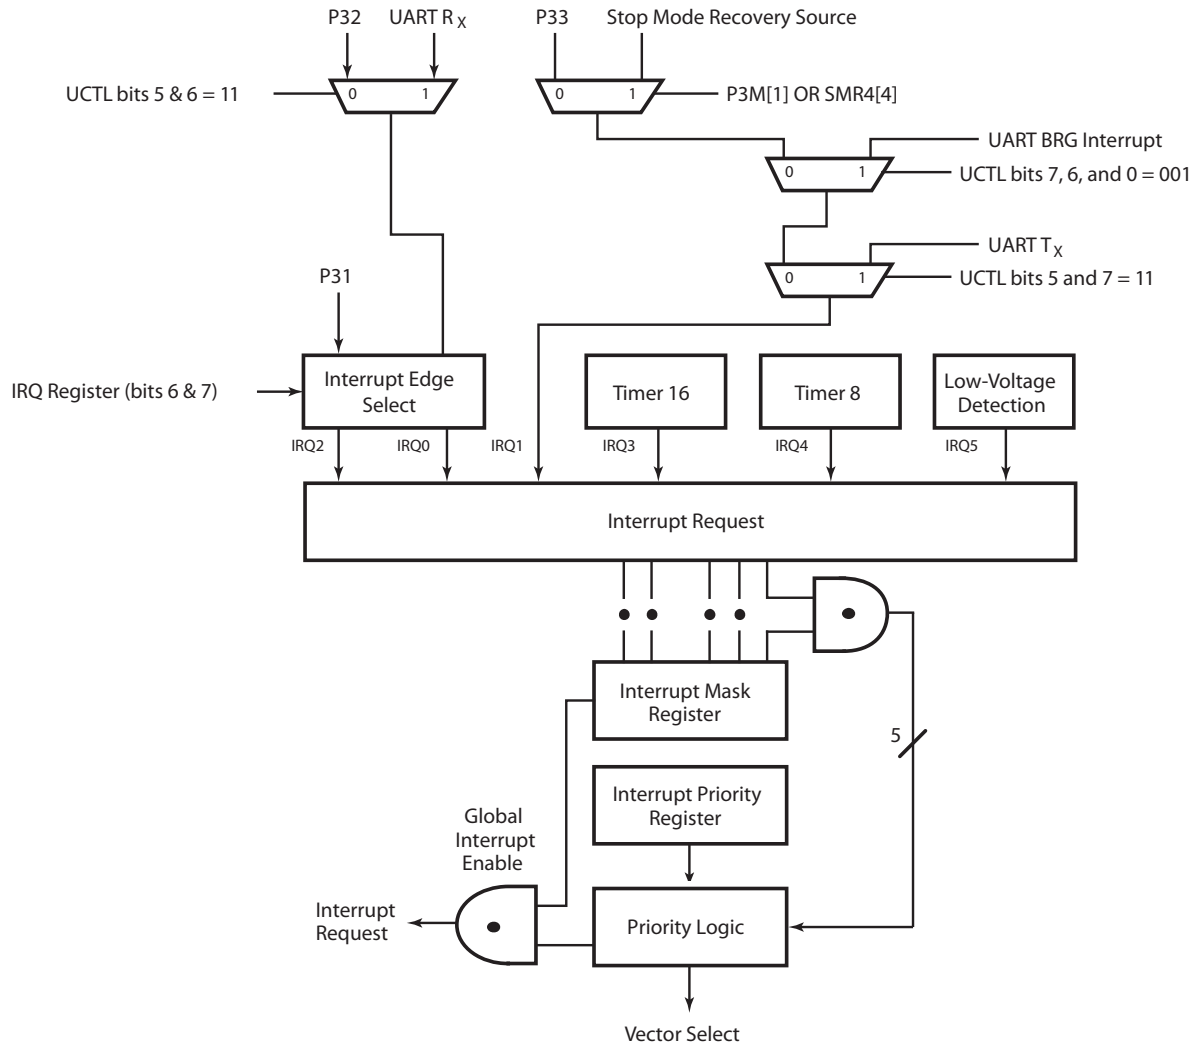 P32
UART R X
P33
Stop Mode Recovery Source
UCTL bits 5 & 6 = 11
0
1
0
1
P3M[1] OR SMR4[4]
UART BRG Interrupt
0
1
UCTL bits 7, 6, and 0 = 001
UART T X
P31
0
1
UCTL bits 5 and 7 = 11
IRQ Register (bits 6 & 7)
Interrupt Edge
Select
Timer 16
Timer 8
Low-Voltage
Detection
IRQ2
IRQ0
IRQ1
IRQ3
IRQ4
IRQ5
Interrupt Request
Interrupt Mask
Register
5
Interrupt Priority
Register
Global
Interrupt
Enable
Interrupt
Request
Priority Logic
Vector Select